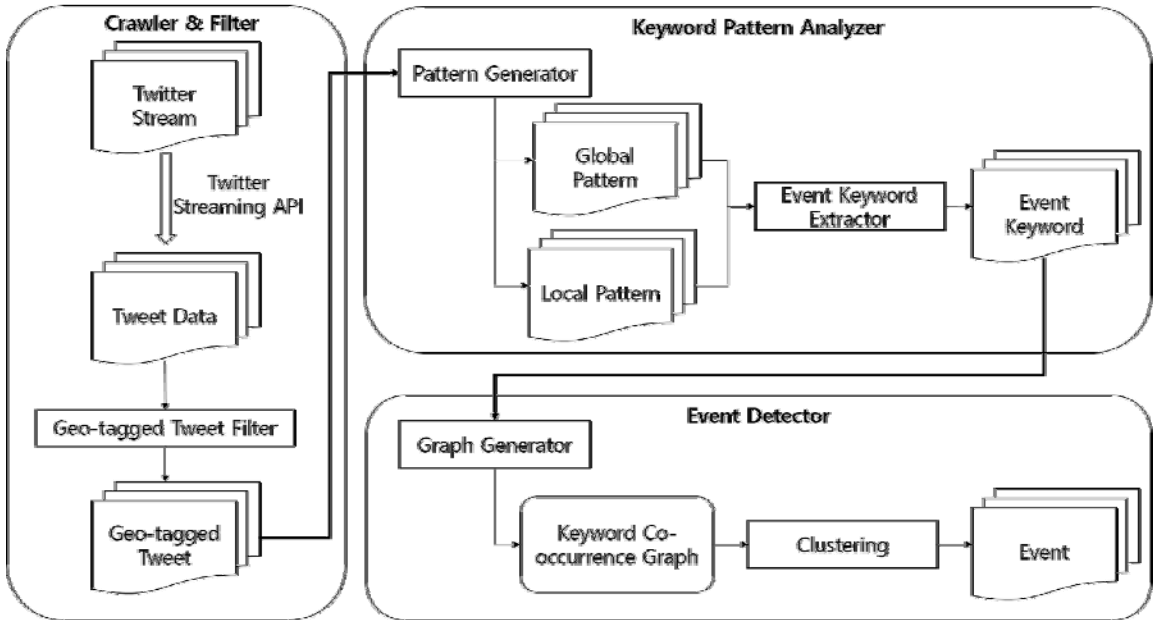 Crawler & Filter
Twitter
Stream
Twitter
Streaming API
Tweet Data
Geo-tagged Tweet Filter
Geo-tagged
Tweet
Keyword Pattern Analyzer
Pattern Generator
Global
Pattern
Local Pattern
Event Keyword
Extractor
Event
Keyword
Event Detector
Graph Generator
Keyword Co-
occurrence Graph
Clustering
Event